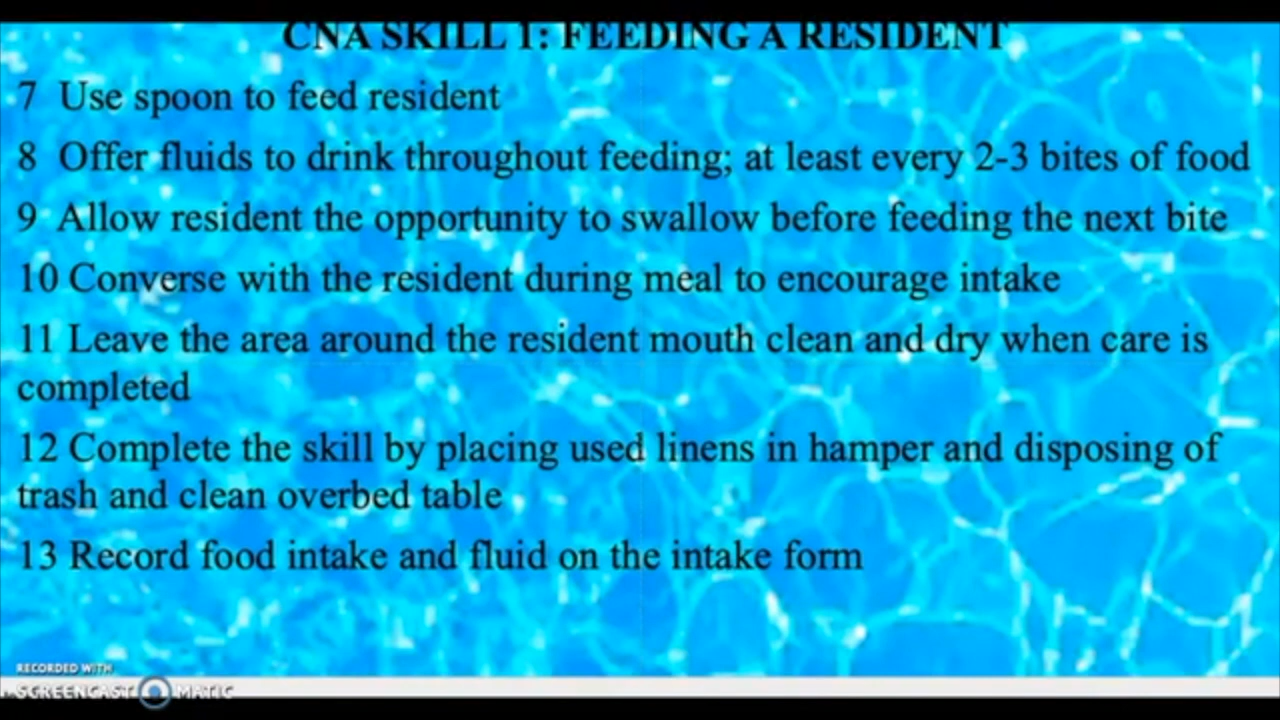 CNA SKILL 1: FEEDING A RESIDENT
7 Use spoon to feed resident
8 Offer fluids to drink throughout feeding; at least every 2-3 bites of food
9 Allow resident the opportunity to swallow before feeding the next bite
10 Converse with the resident during meal to encourage intake
11 Leave the area around the resident mouth clean and dry when care is
completed
12 Complete the skill by placing used linens in hamper and disposing of
trash and clean overbed table
13 Record food intake and fluid on the intake form
RECORDED WITH
SCREENCAST MATIC